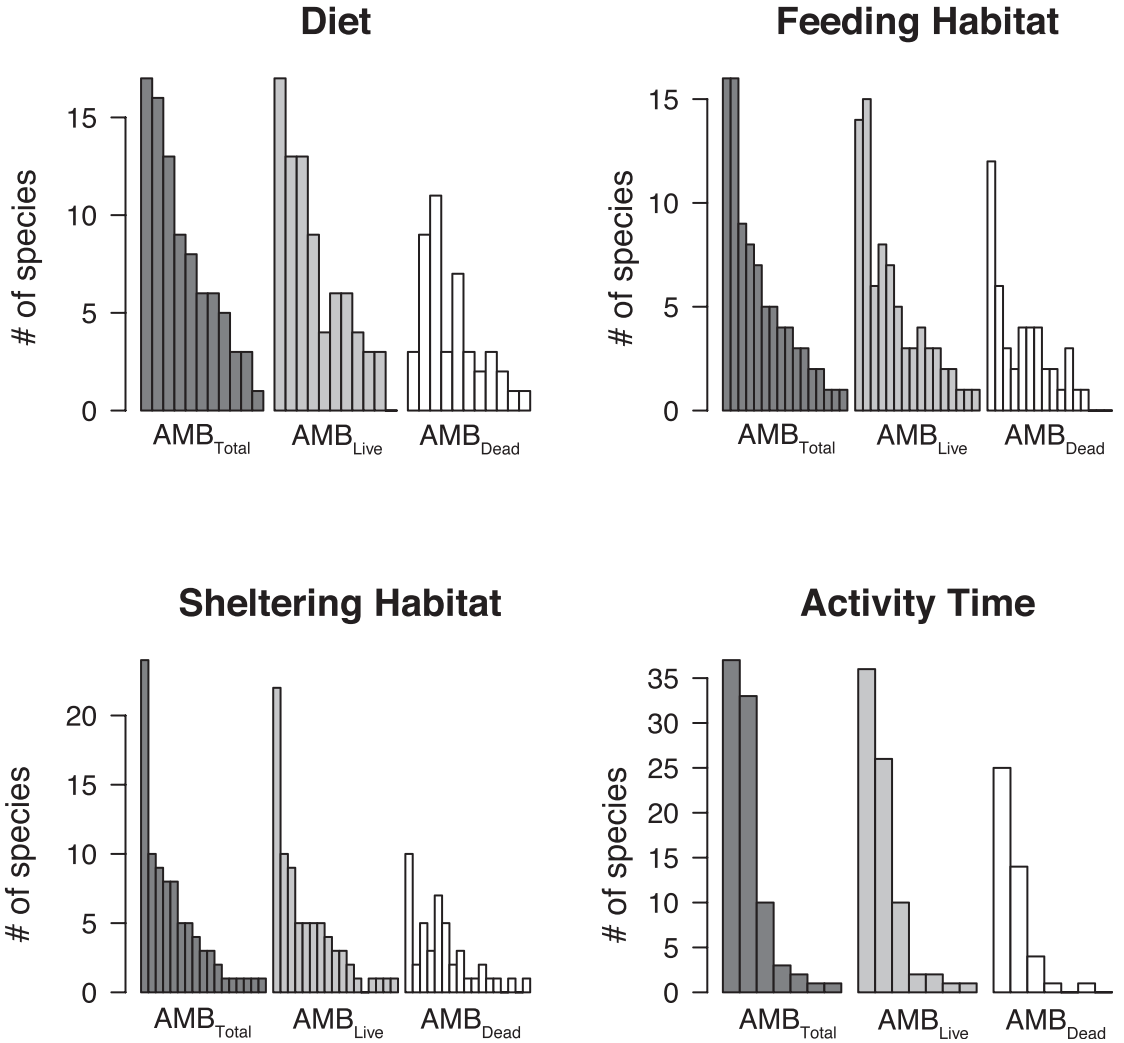 Diet
# of species
15
10
5
0
AMBTotal
AMBLive
AMBDead
Feeding Habitat
# of species
15
10
5
0
AMBTotal
AMBLive
AMBDead
Sheltering Habitat
# of species
20
15
10
5
0
AMBTotal
AMBLive
AMBDead
Activity Time
# of species
35
30
25
20
15
10
5
0
AMBTotal
AMBLive
AMBDead